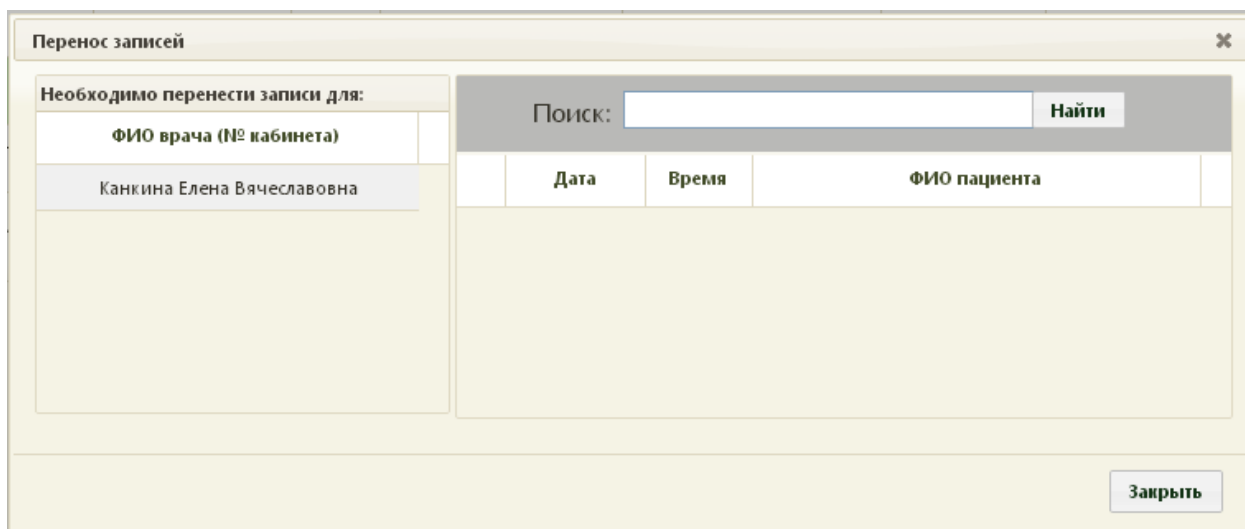 Перенос записей
Необходимо перенести записи для:
ФИО врача (№ кабинета)
Канкина Елена Вячеславовна
Поиск: Найти
Дата Время ФИО пациента
Закрыть